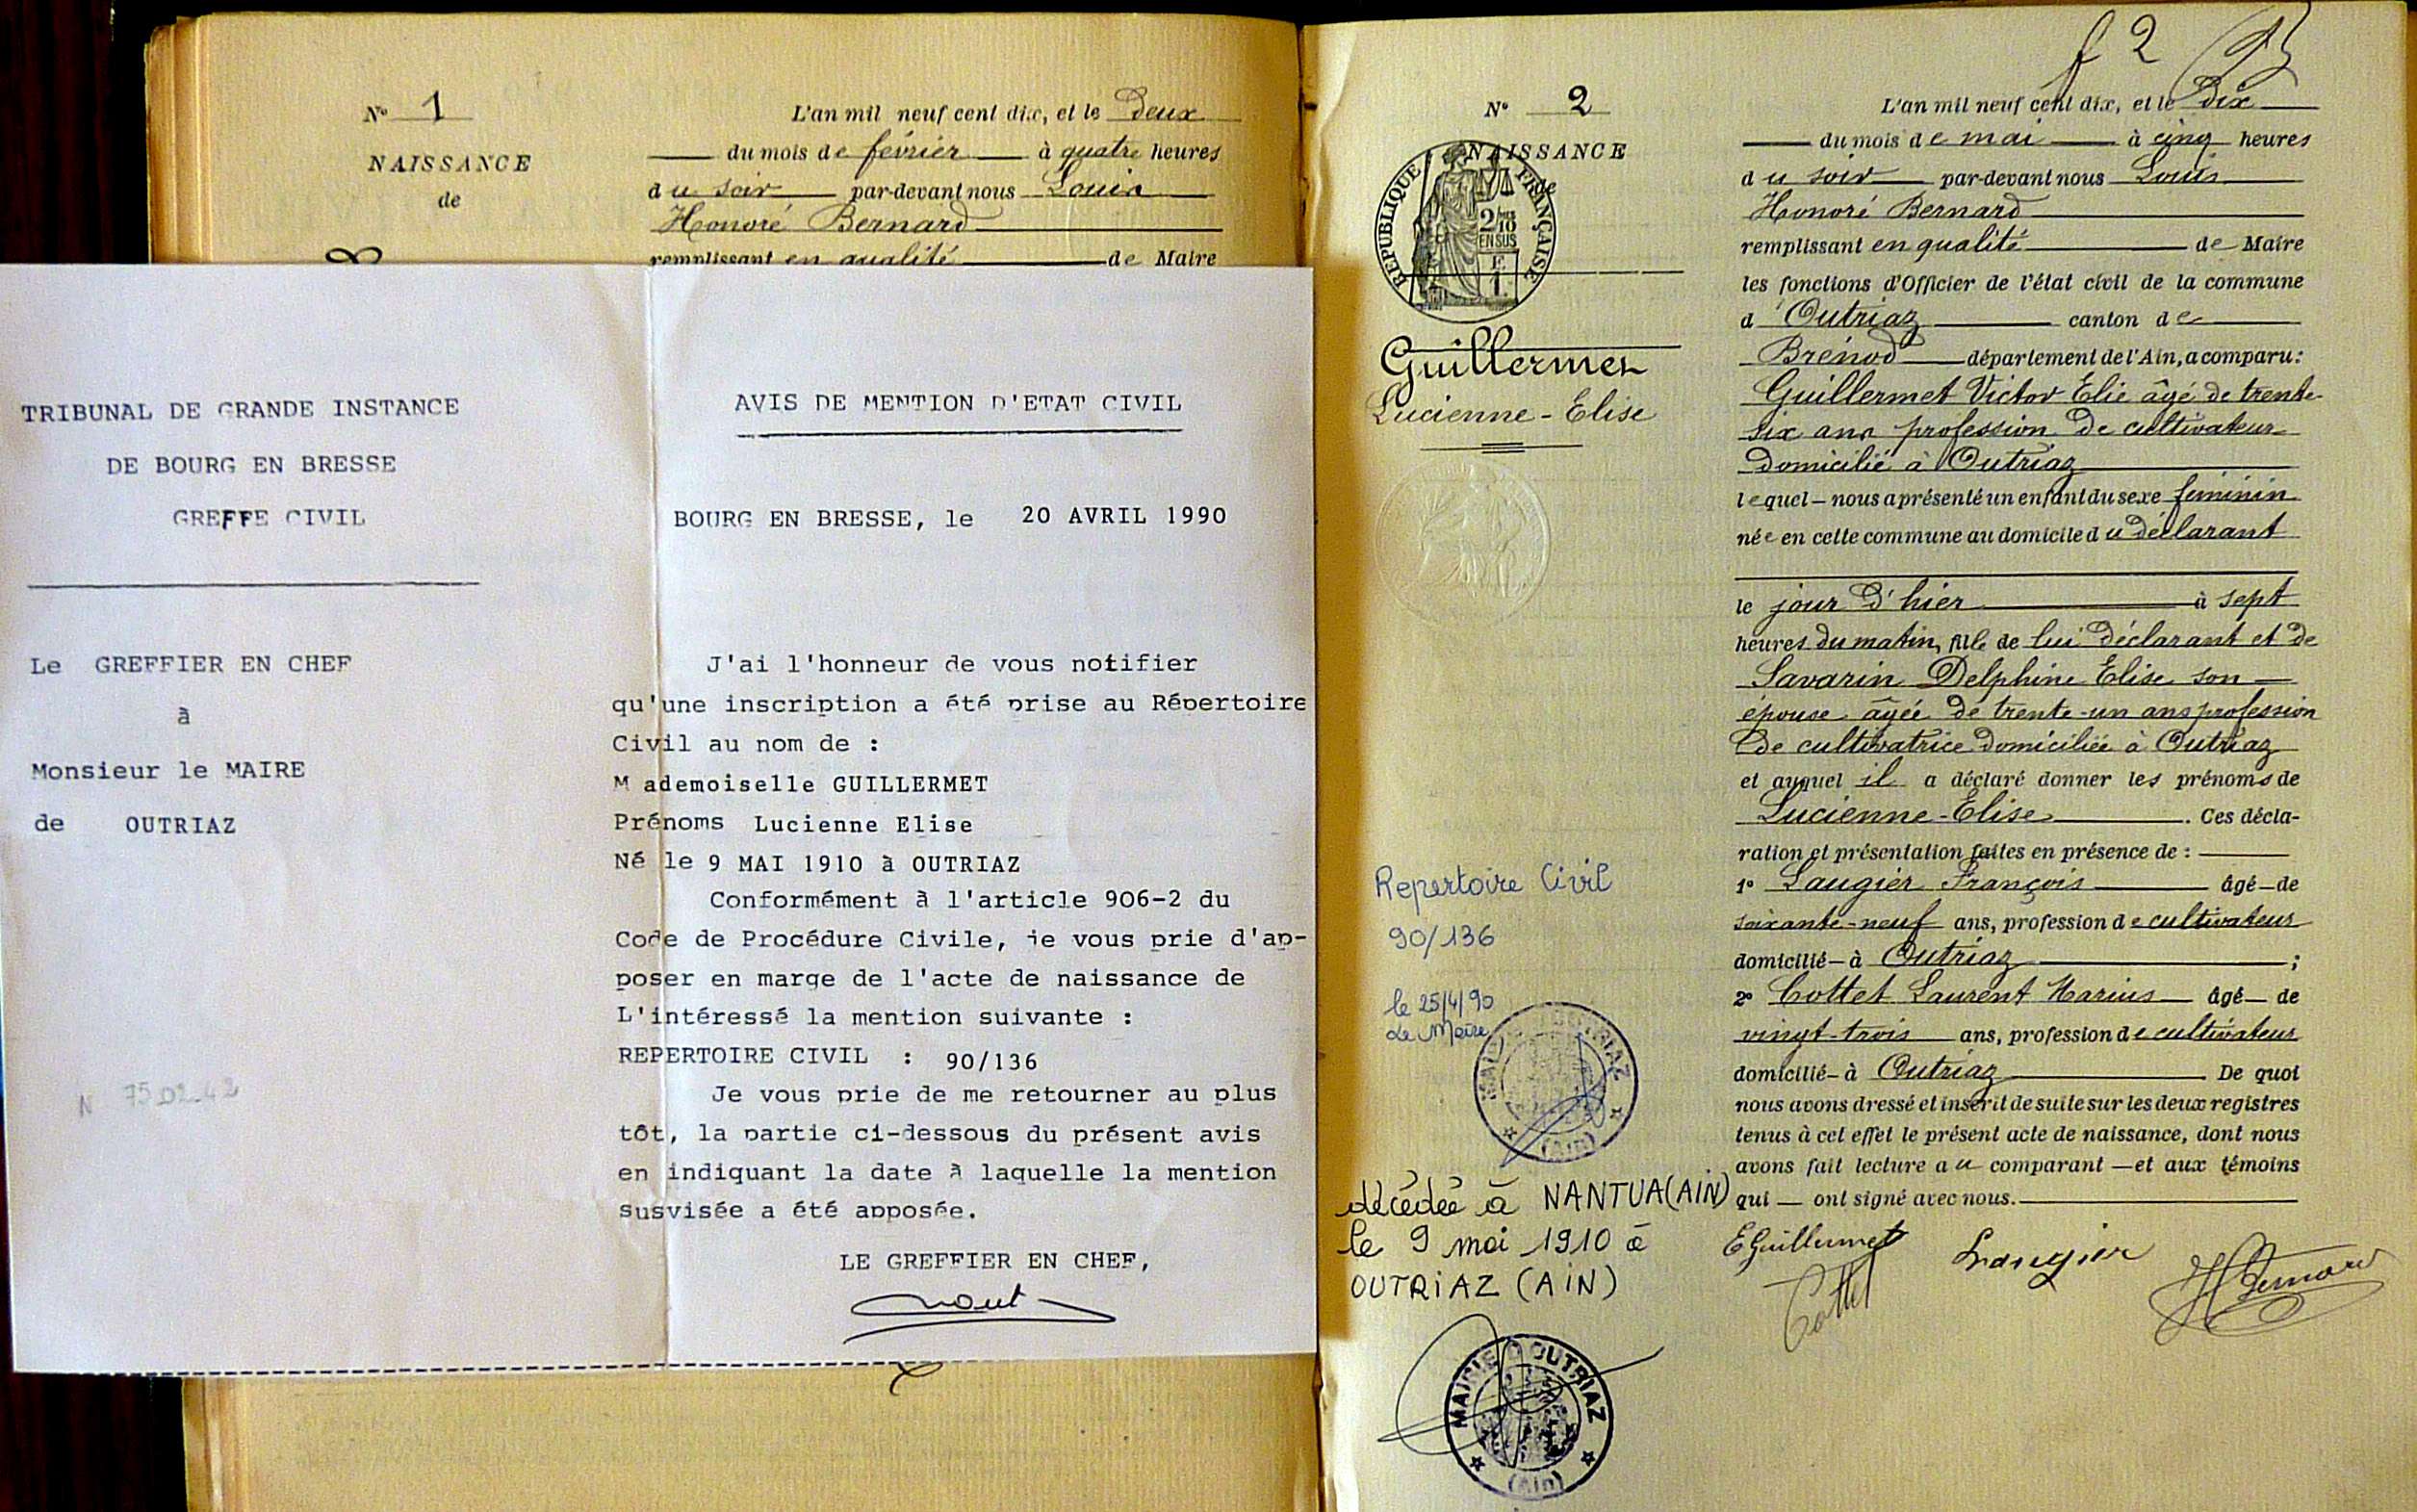 N° 1
NAISSANCE
de
L'an mil neuf cent dix, et le Deux
du mois de février à quatre heures
du soir par-devant nous Louis
Honoré Bernard
remplissant en qualité de Maire
TRIBUNAL DE GRANDE INSTANCE
DE BOURG EN BRESSE
GREFFE CIVIL
Le GREFFIER EN CHEF
à
Monsieur le MAIRE
de OUTRIAZ
N 75.02.42
AVIS DE MENTION D'ETAT CIVIL
BOURG EN BRESSE, le 20 AVRIL 1990
J'ai l'honneur de vous notifier
qu'une inscription a été prise au Répertoire
Civil au nom de :
M ademoiselle GUILLERMET
Prénoms Lucienne Elise
Né le 9 MAI 1910 à OUTRIAZ
Conformément à l'article 906-2 du
Code de Procédure Civile, je vous prie d'ap-
poser en marge de l'acte de naissance de
L'intéressé la mention suivante :
REPERTOIRE CIVIL : 90/136
Je vous prie de me retourner au plus
tôt, la partie ci-dessous du présent avis
en indiquant la date à laquelle la mention
susvisée a été apposée.
LE GREFFIER EN CHEF,
f 2
N° 2
NAISSANCE
de
REPUBLIQUE FRANÇAISE
2/10
EN SUS
F.
1.
Guillermet
Lucienne-Elise
Repertoire Civil
90/136
le 25/4/90
Le Maire
MAIRIE D'OUTRIAZ
(Ain)
décédée à NANTUA (AIN)
le 9 mai 1910 à
OUTRIAZ (AIN)
MAIRIE D'OUTRIAZ
(Ain)
L'an mil neuf cent dix, et le Dix
du mois de mai à cinq heures
du soir par-devant nous Louis
Honoré Bernard
remplissant en qualité de Maire
les fonctions d'Officier de l'état civil de la commune
d'Outriaz canton de
Brénod département de l'Ain, a comparu :
Guillermet Victor Elie âgé de trente-
six ans profession de cultivateur
domicilié à Outriaz
lequel nous a présenté un enfant du sexe féminin
née en cette commune au domicile du déclarant
le jour d'hier à sept
heures du matin, fille de lui déclarant et de
Savarin Delphine Elise son
épouse âgée de trente-un ans profession
de cultivatrice domiciliée à Outriaz
et auquel il a déclaré donner les prénoms de
Lucienne-Elise. Ces décla-
ration et présentation faites en présence de :
1° Laugier François âgé de
soixante-neuf ans, profession de cultivateur
domicilié à Outriaz ;
2° Cottet Laurent Marius âgé de
vingt-trois ans, profession de cultivateur
domicilié à Outriaz. De quoi
nous avons dressé et inscrit de suite sur les deux registres
tenus à cet effet le présent acte de naissance, dont nous
avons fait lecture au comparant et aux témoins
qui ont signé avec nous.
E Guillermet Laugier
Cottet H Bernard